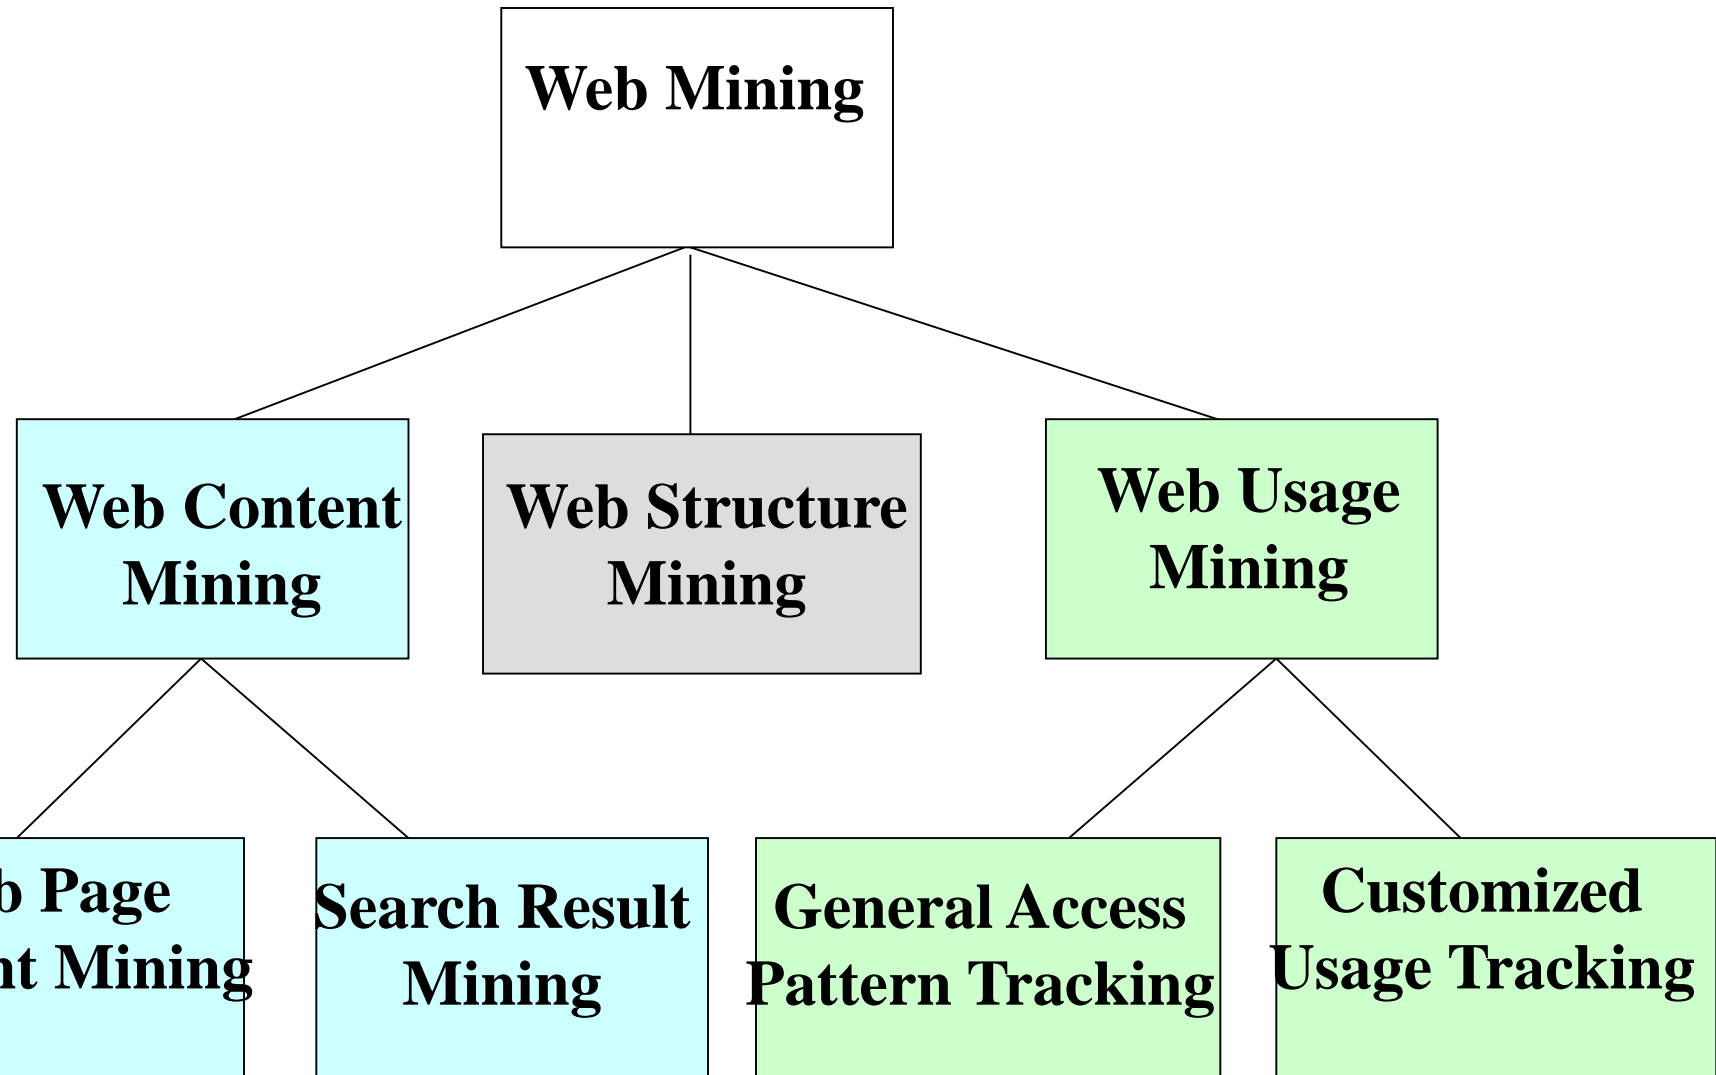 Web Mining
Web Content
Mining
Web Structure
Mining
Web Usage
Mining
Page
Mining
Search Result
Mining
General Access
Pattern Tracking
Customized
Usage Tracking